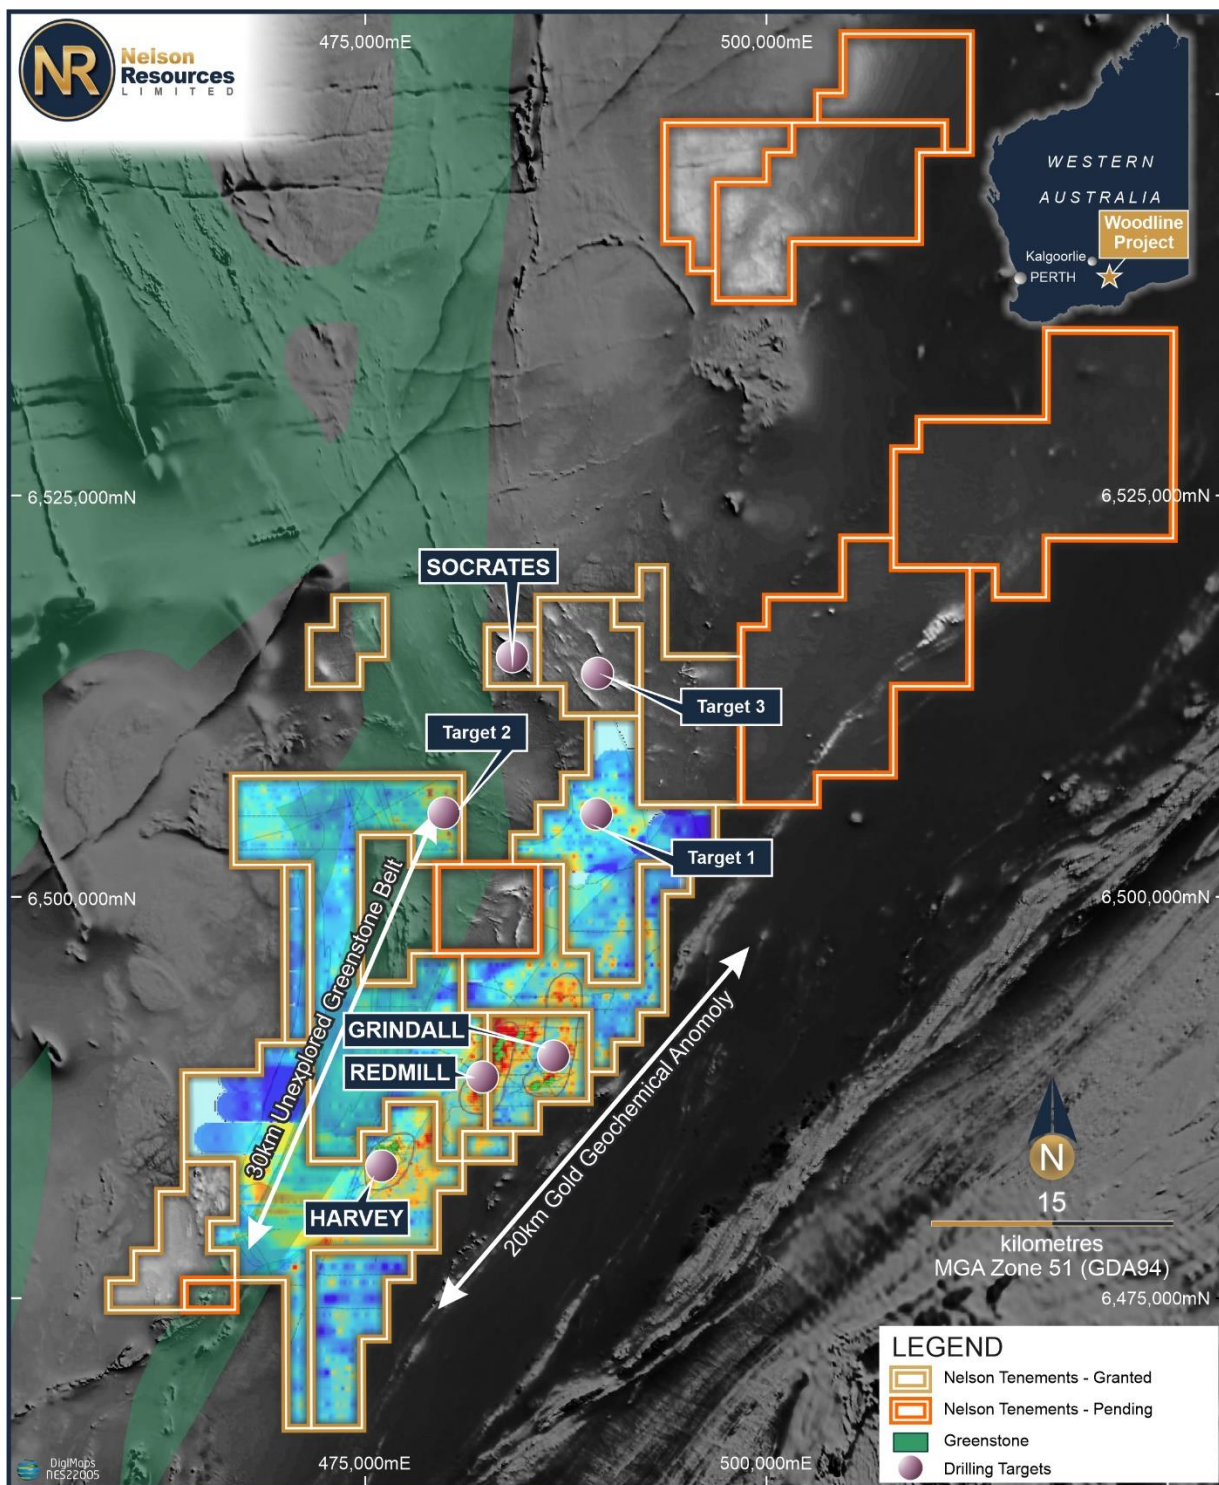 NR
Nelson
Resources
LIMITED
475,000mE
500,000mE
WESTERN
AUSTRALIA
Woodline
Project
Kalgoorlie
PERTH
6,525,000mN
6,525,000mN
SOCRATES
Target 3
Target 2
Target 1
6,500,000mN
6,500,000mN
30km Unexplored Greenstone Belt
GRINDALL
REDMILL
20km Gold Geochemical Anomoly
HARVEY
N
15
kilometres
MGA Zone 51 (GDA94)
6,475,000mN
LEGEND
Nelson Tenements - Granted
Nelson Tenements - Pending
Greenstone
Drilling Targets
475,000mE
500,000mE
DigiMaps
NES22005